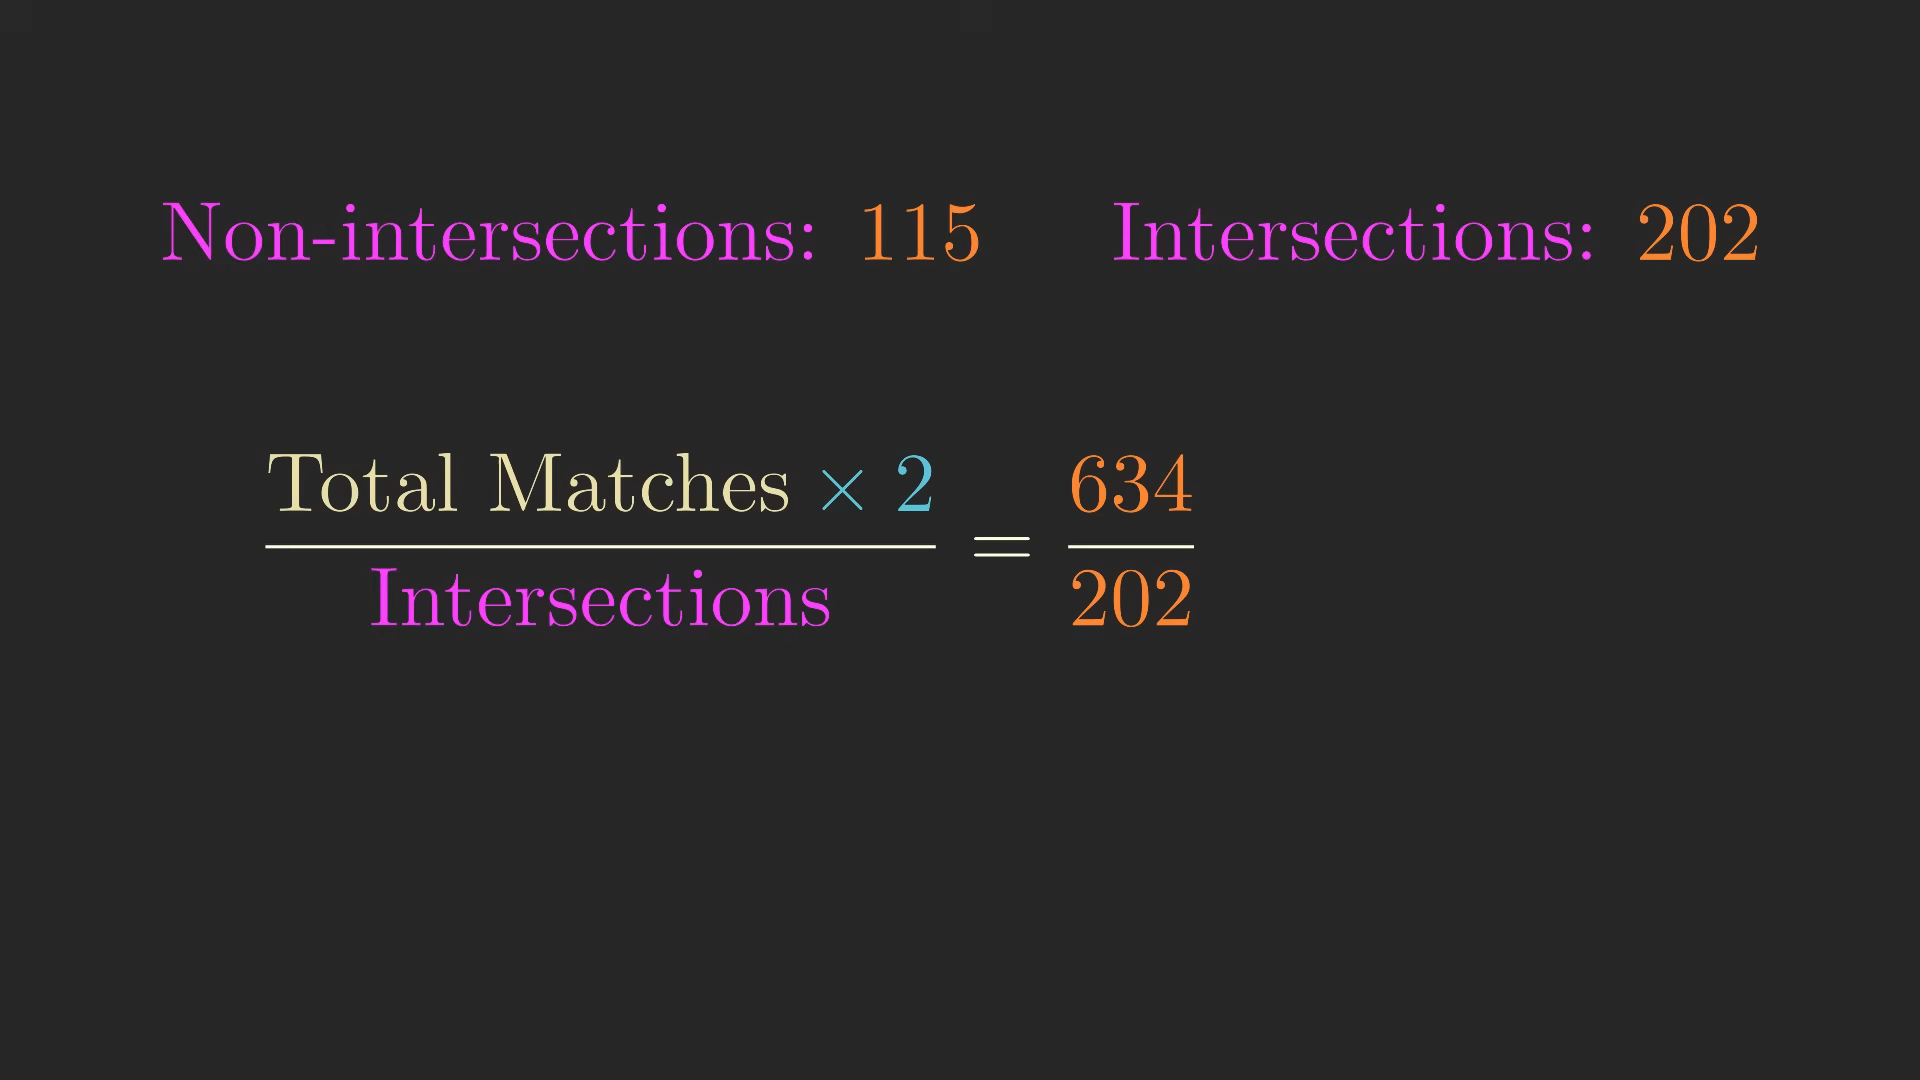 Non-intersections: 115 Intersections: 202
Total Matches × 2
Intersections
=
634
202